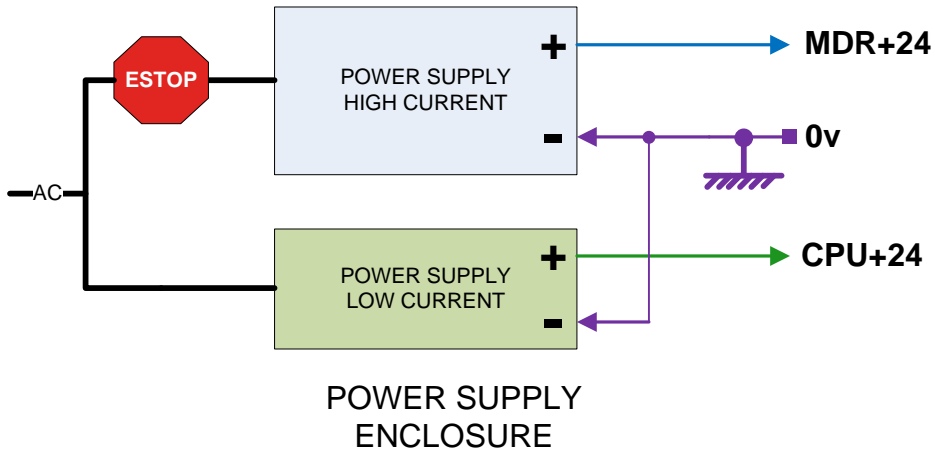 ESTOP
POWER SUPPLY
HIGH CURRENT
+
-
MDR+24
0v
AC
POWER SUPPLY
LOW CURRENT
+
-
CPU+24
POWER SUPPLY
ENCLOSURE